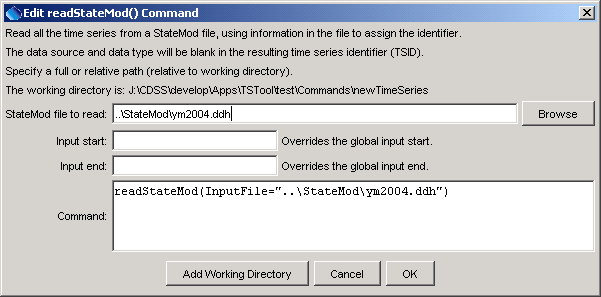 Edit readStateMod() Command
Read all the time series from a StateMod file, using information in the file to assign the identifier.
The data source and data type will be blank in the resulting time series identifier (TSID).
Specify a full or relative path (relative to working directory).
The working directory is: J:\CDSS\develop\Apps\TSTool\test\Commands\newTimeSeries
StateMod file to read: ..\StateMod\ym2004.ddh Browse
Input start: Overrides the global input start.
Input end: Overrides the global input end.
Command: readStateMod(InputFile="..\StateMod\ym2004.ddh")
Add Working Directory Cancel OK